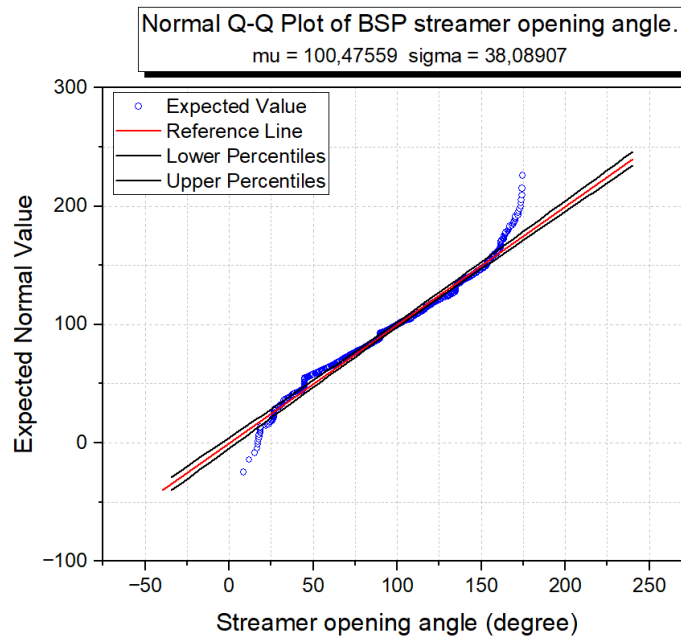 Normal Q-Q Plot of BSP streamer opening angle.
mu = 100,47559 sigma = 38,08907
300
Expected Value
Reference Line
Lower Percentiles
Upper Percentiles
200
100
0
-100
Expected Normal Value
-50
0
50
100
150
200
250
Streamer opening angle (degree)